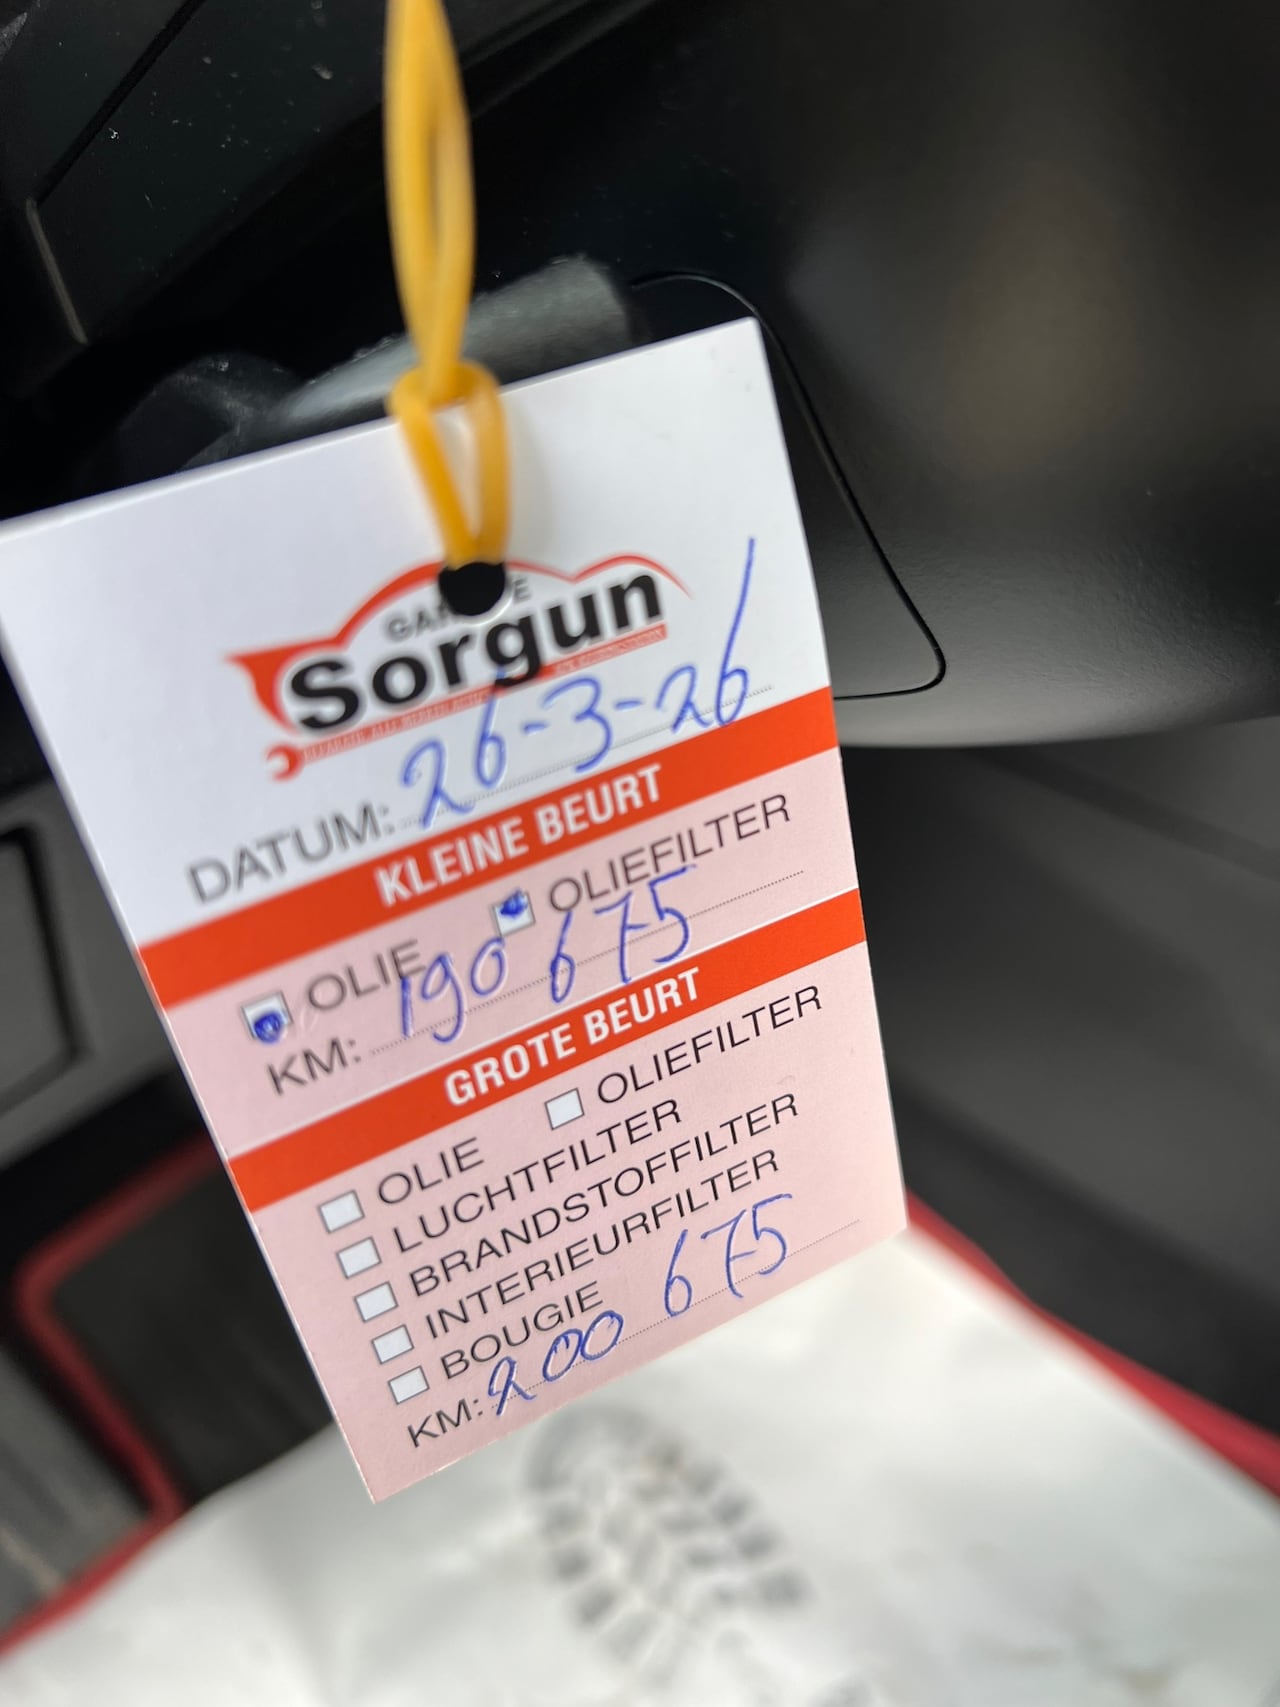 GARAGE
Sorgun
DATUM: 26-3-26
KLEINE BEURT
OLIE OLIEFILTER
KM: 190 675
GROTE BEURT
OLIE OLIEFILTER
LUCHTFILTER
BRANDSTOFFILTER
INTERIEURFILTER
BOUGIE
KM: 200 675